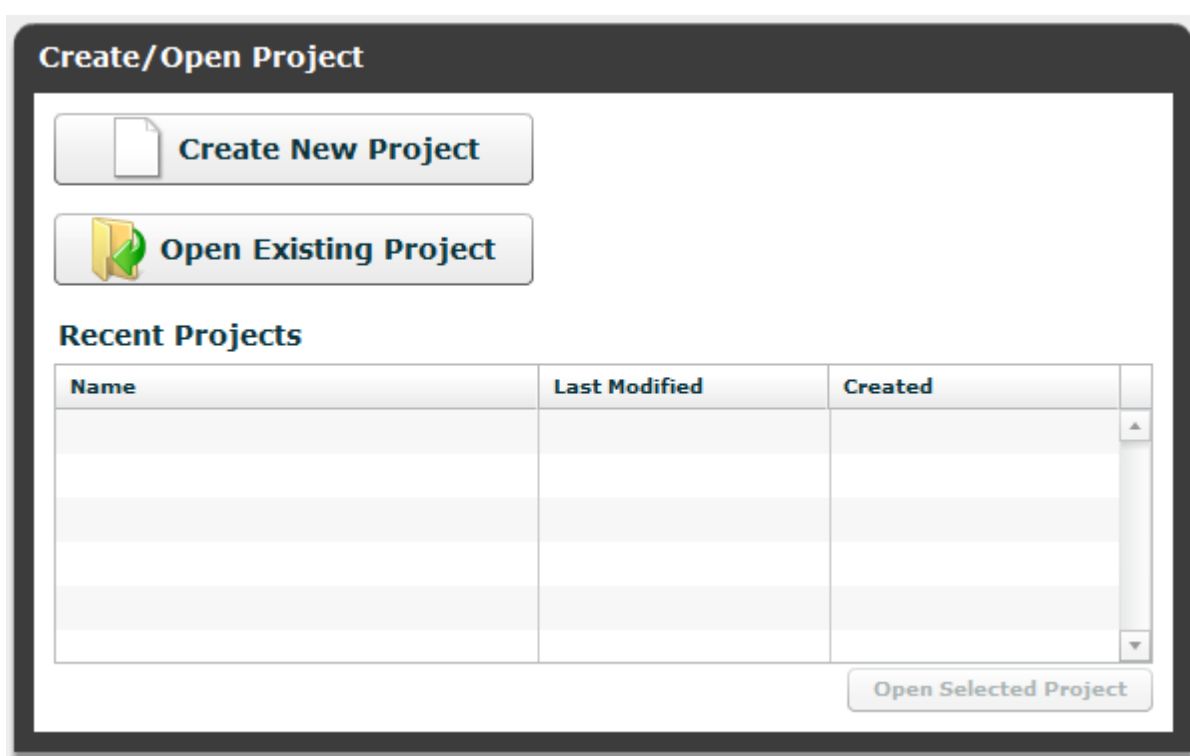 Create/Open Project
Create New Project
Open Existing Project
Recent Projects
Name Last Modified Created
Open Selected Project